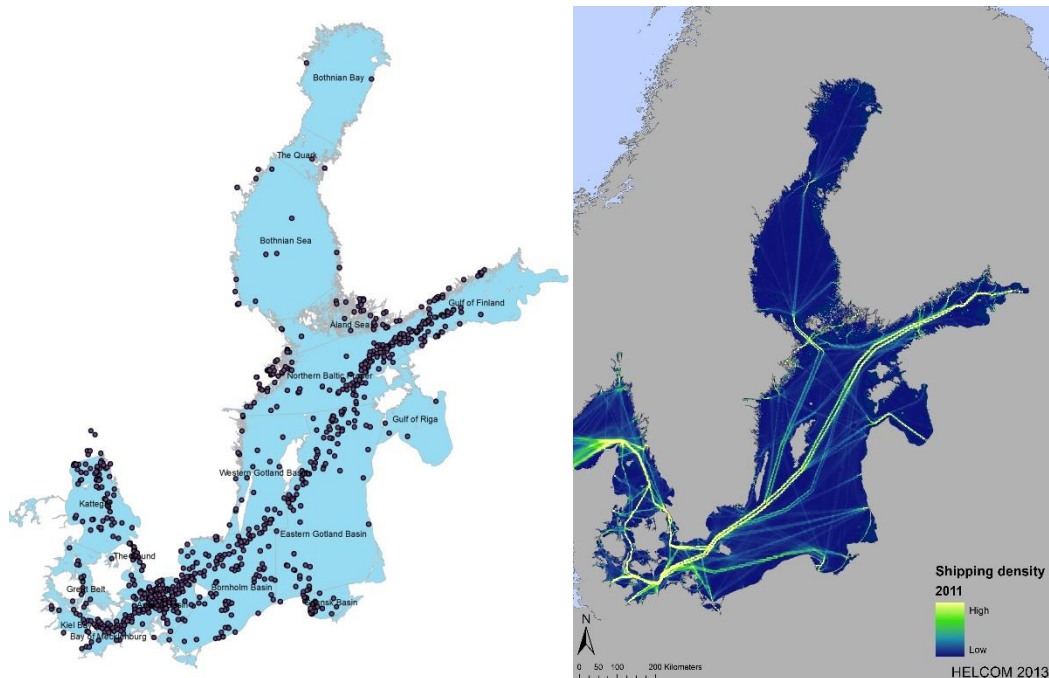 Bothnian Bay
The Quark
Bothnian Sea
Gulf of Finland
Åland Sea
Northern Baltic
Gulf of Riga
Western Gotland Basin
Kattegat
Eastern Gotland Basin
The Sound
Great Belt
Bornholm Basin
Basin
Kiel Bay
Bay of Mecklenburg
Shipping density
2011
High
Low
N
0 50 100 200 Kilometers
HELCOM 2013